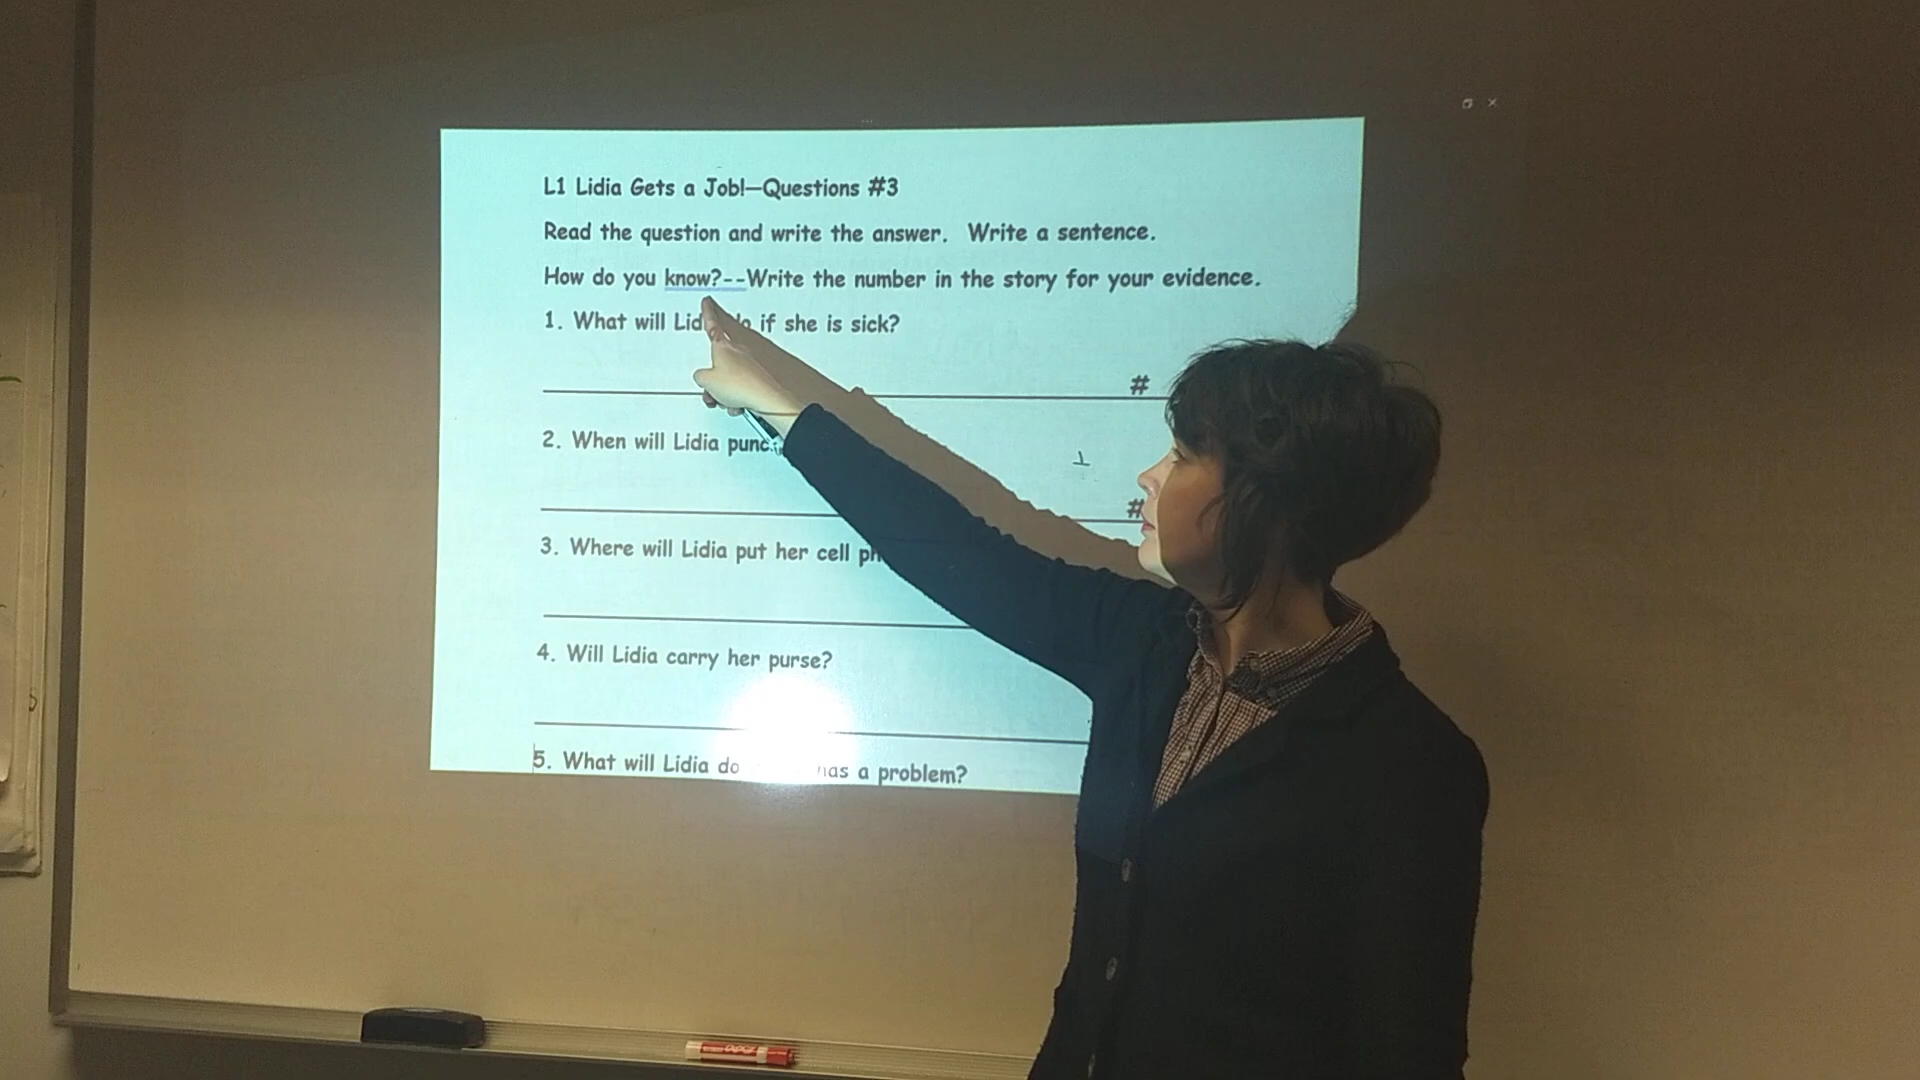 L1 Lidia Gets a Job!—Questions #3
Read the question and write the answer. Write a sentence.
How do you know?--Write the number in the story for your evidence.
1. What will if she is sick?
#
2. When will Lidia
#
3. Where will Lidia put her cell
4. Will Lidia carry her purse?
5. What will Lidia do has a problem?
EXPO